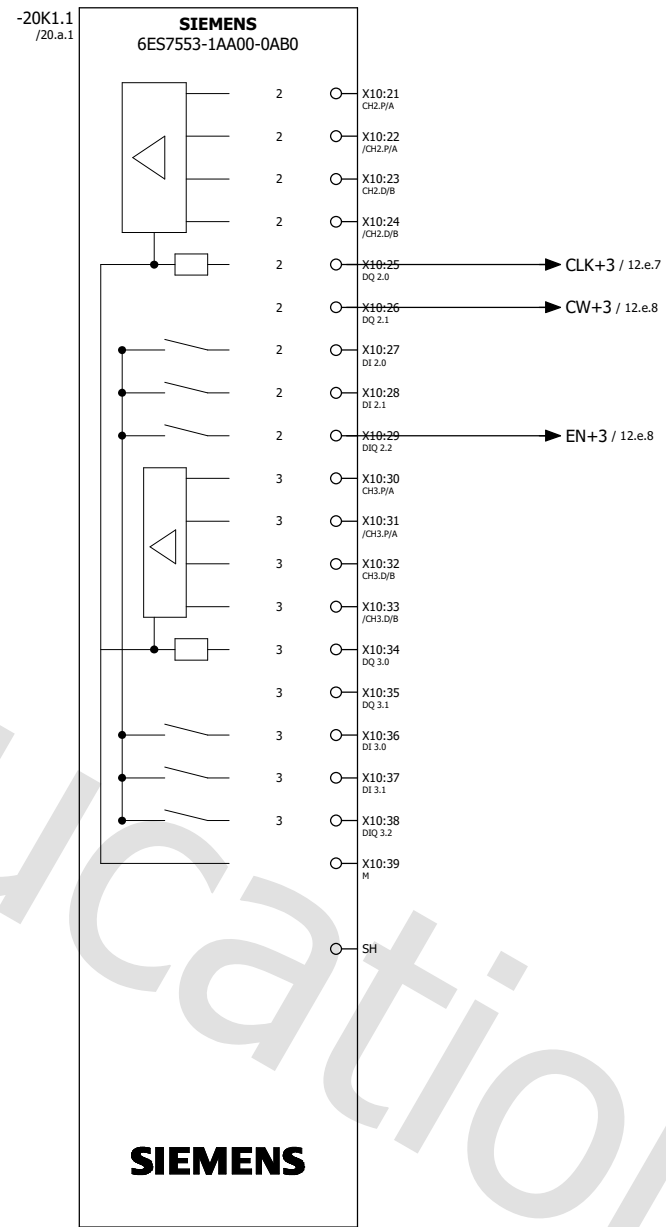 -20K1.1
/20.a.1
SIEMENS
6ES7553-1AA00-0AB0
2 X10:21
CH2.P/A
2 X10:22
/CH2.P/A
2 X10:23
CH2.D/B
2 X10:24
/CH2.D/B
2 X10:25 CLK+3 / 12.e.7
DQ 2.0
2 X10:26 CW+3 / 12.e.8
DQ 2.1
2 X10:27
DI 2.0
2 X10:28
DI 2.1
2 X10:29 EN+3 / 12.e.8
DIQ 2.2
3 X10:30
CH3.P/A
3 X10:31
/CH3.P/A
3 X10:32
CH3.D/B
3 X10:33
/CH3.D/B
3 X10:34
DQ 3.0
3 X10:35
DQ 3.1
3 X10:36
DI 3.0
3 X10:37
DI 3.1
3 X10:38
DIQ 3.2
X10:39
M
SH
SIEMENS
ucatio